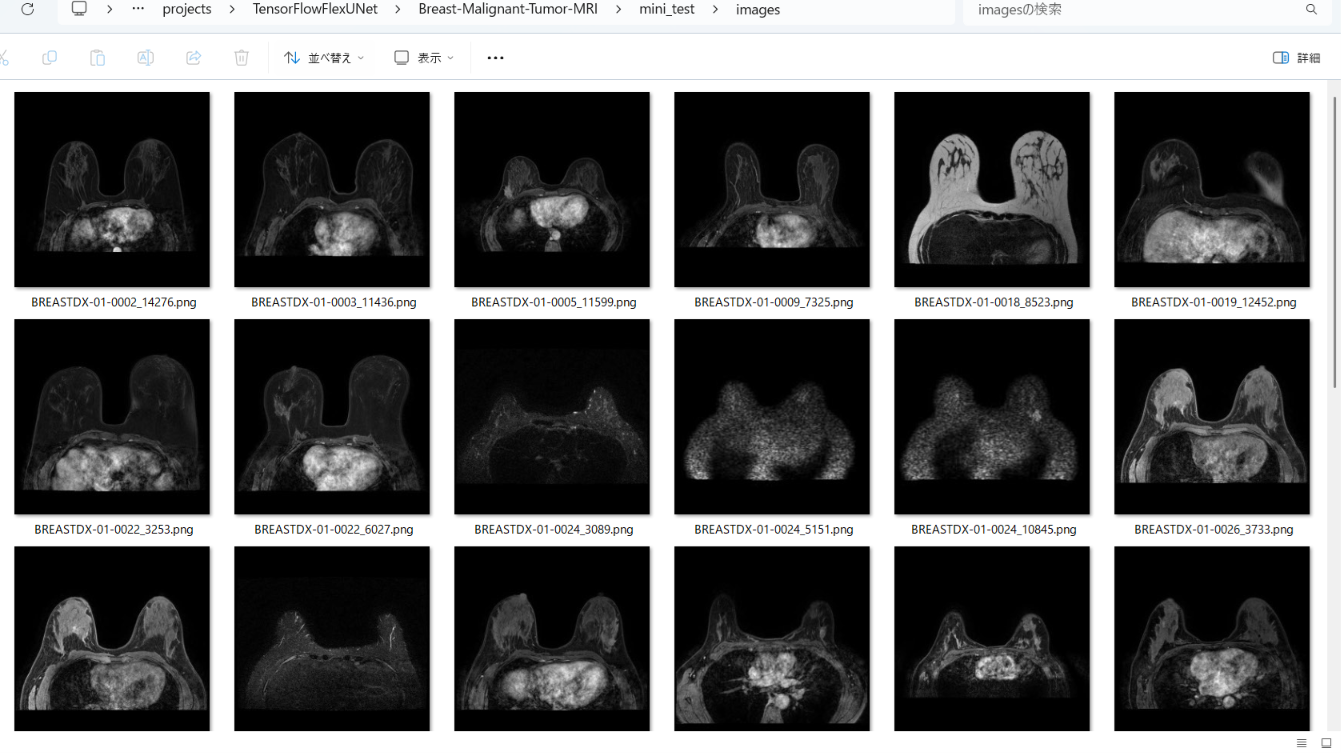 projects > TensorFlowFlexUNet > Breast-Malignant-Tumor-MRI > mini_test > images
imagesの検索
並べ替え
表示
詳細
BREASTDX-01-0002_14276.png
BREASTDX-01-0003_11436.png
BREASTDX-01-0005_11599.png
BREASTDX-01-0009_7325.png
BREASTDX-01-0018_8523.png
BREASTDX-01-0019_12452.png
BREASTDX-01-0022_3253.png
BREASTDX-01-0022_6027.png
BREASTDX-01-0024_3089.png
BREASTDX-01-0024_5151.png
BREASTDX-01-0024_10845.png
BREASTDX-01-0026_3733.png